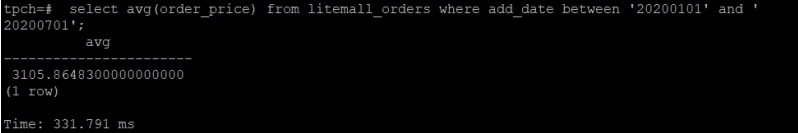 tpch=#  select avg(order_price) from litemall_orders where add_date between '20200101' and '
20200701';
          avg
-----------------------
 3105.8648300000000000
(1 row)

Time: 331.791 ms